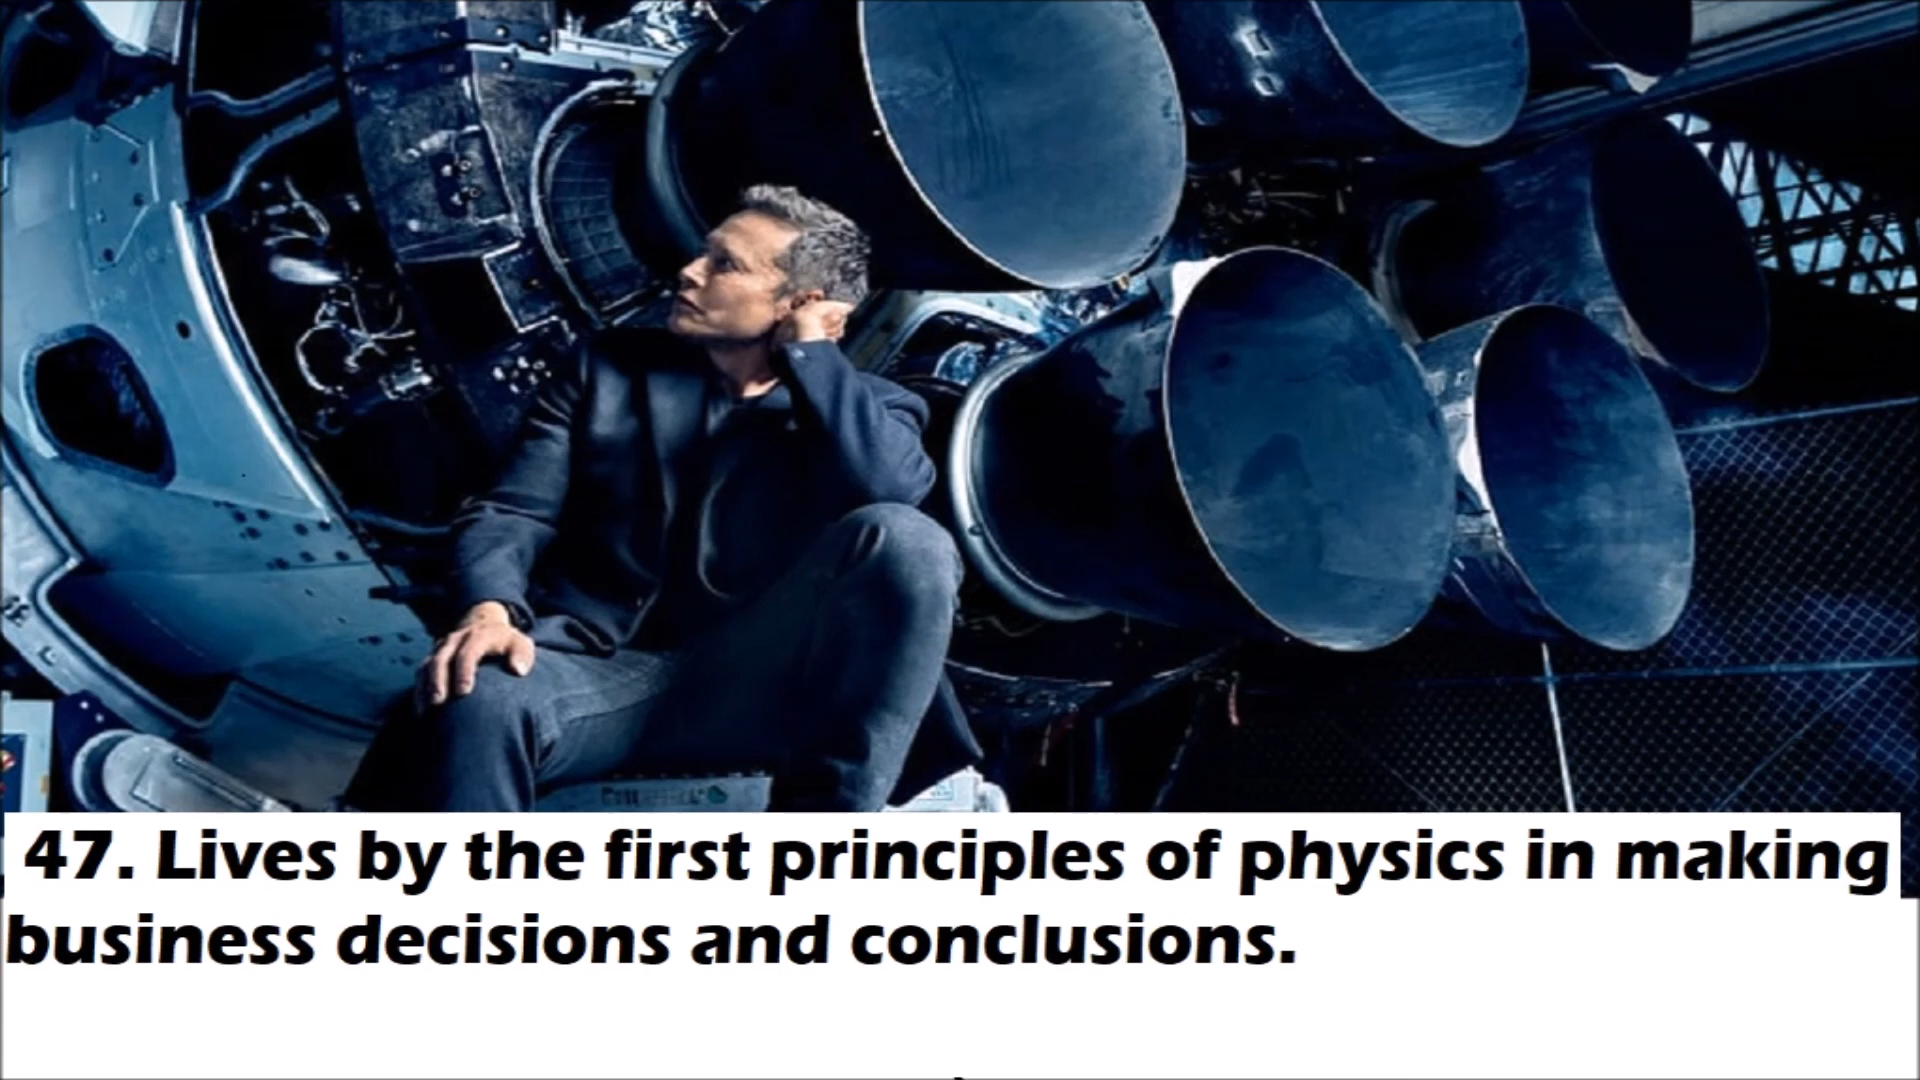 47. Lives by the first principles of physics in making
business decisions and conclusions.